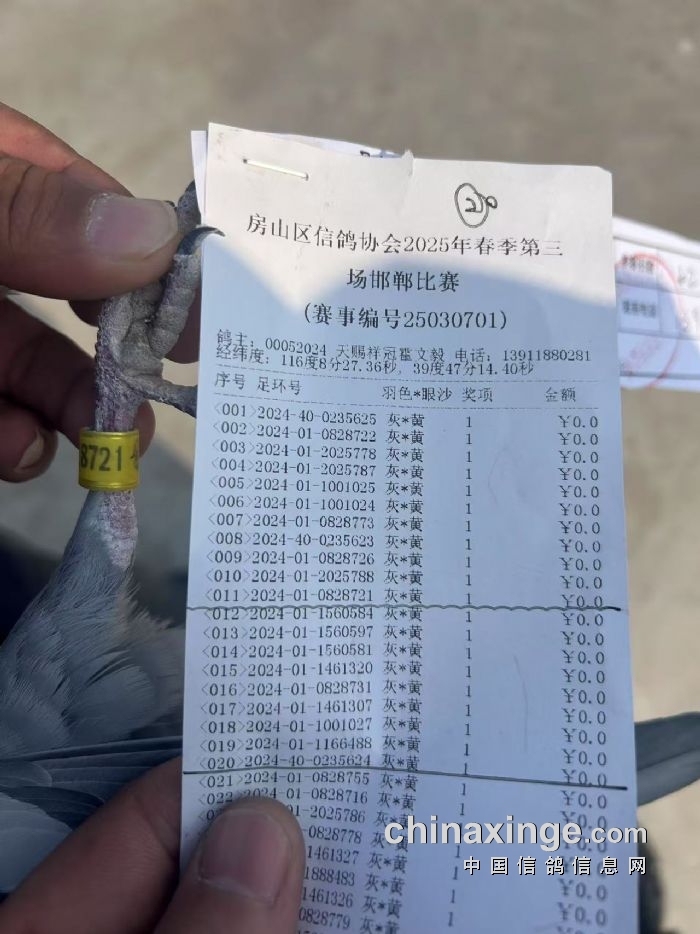 房山区信鸽协会2025年春季第三
场邯郸比赛
(赛事编号25030701)
鸽主: 00052024 天赐祥冠霍文毅 电话: 13911880281
经纬度: 116度8分27.36秒, 39度47分14.40秒
序号 足环号 羽色*眼沙 奖项 金额
<001>2024-40-0235625 灰*黄 1 ¥0.0
<002>2024-01-0828722 灰*黄 1 ¥0.0
<003>2024-01-2025778 灰*黄 1 ¥0.0
<004>2024-01-2025787 灰*黄 1 ¥0.0
<005>2024-01-1001025 灰*黄 1 ¥0.0
<006>2024-01-1001024 灰*黄 1 ¥0.0
<007>2024-01-0828773 灰*黄 1 ¥0.0
<008>2024-40-0235623 灰*黄 1 ¥0.0
<009>2024-01-0828726 灰*黄 1 ¥0.0
<010>2024-01-2025788 灰*黄 1 ¥0.0
<011>2024-01-0828721 灰*黄 1 ¥0.0
<012>2024-01-1560584 灰*黄 1 ¥0.0
<013>2024-01-1560597 灰*黄 1 ¥0.0
<014>2024-01-1560581 灰*黄 1 ¥0.0
<015>2024-01-1461320 灰*黄 1 ¥0.0
<016>2024-01-0828731 灰*黄 1 ¥0.0
<017>2024-01-1461307 灰*黄 1 ¥0.0
<018>2024-01-1001027 灰*黄 1 ¥0.0
<019>2024-01-1166488 灰*黄 1 ¥0.0
<020>2024-40-0235624 灰*黄 1 ¥0.0
<021>2024-01-0828755 灰*黄 1 ¥0.0
<022>2024-01-0828716 灰*黄 1 ¥0.0
-01-2025786 灰*黄 1
0828778 灰*黄
1461327 灰*黄 1 ¥0.0
1888483 灰*黄 1 ¥0.0
1461326 灰*黄 1 ¥0.0
0828779 灰*黄 1 ¥0.0
8721
chinaxinge.com
中国信鸽信息网